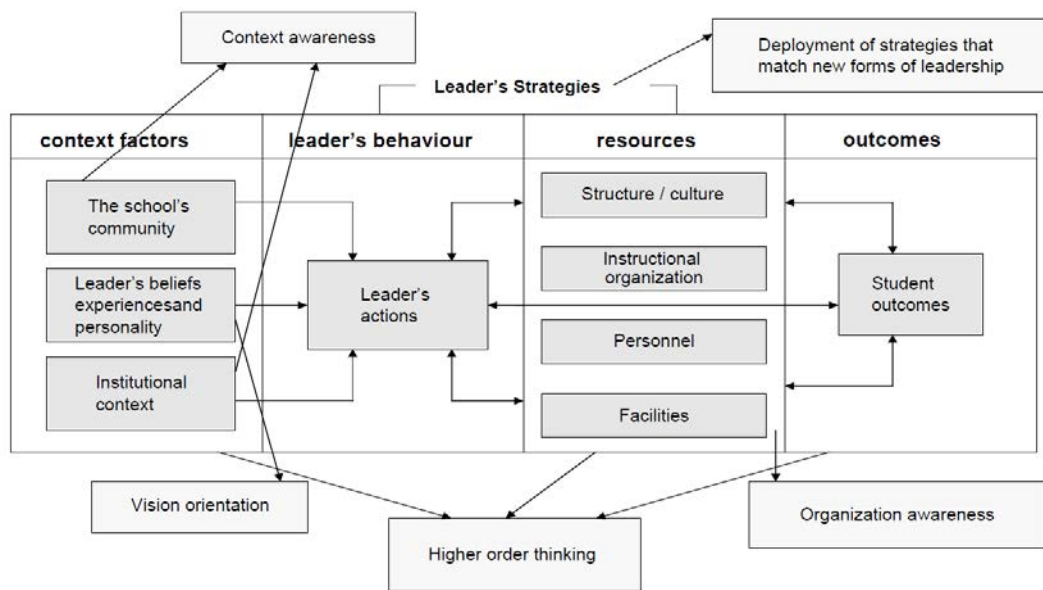 Context awareness
Deployment of strategies that
match new forms of leadership
Leader's Strategies
context factors
leader's behaviour
resources
outcomes
The school's
community
Leader's beliefs
experiencesand
personality
Institutional
context
Leader's
actions
Structure / culture
Instructional
organization
Personnel
Facilities
Student
outcomes
Vision orientation
Higher order thinking
Organization awareness